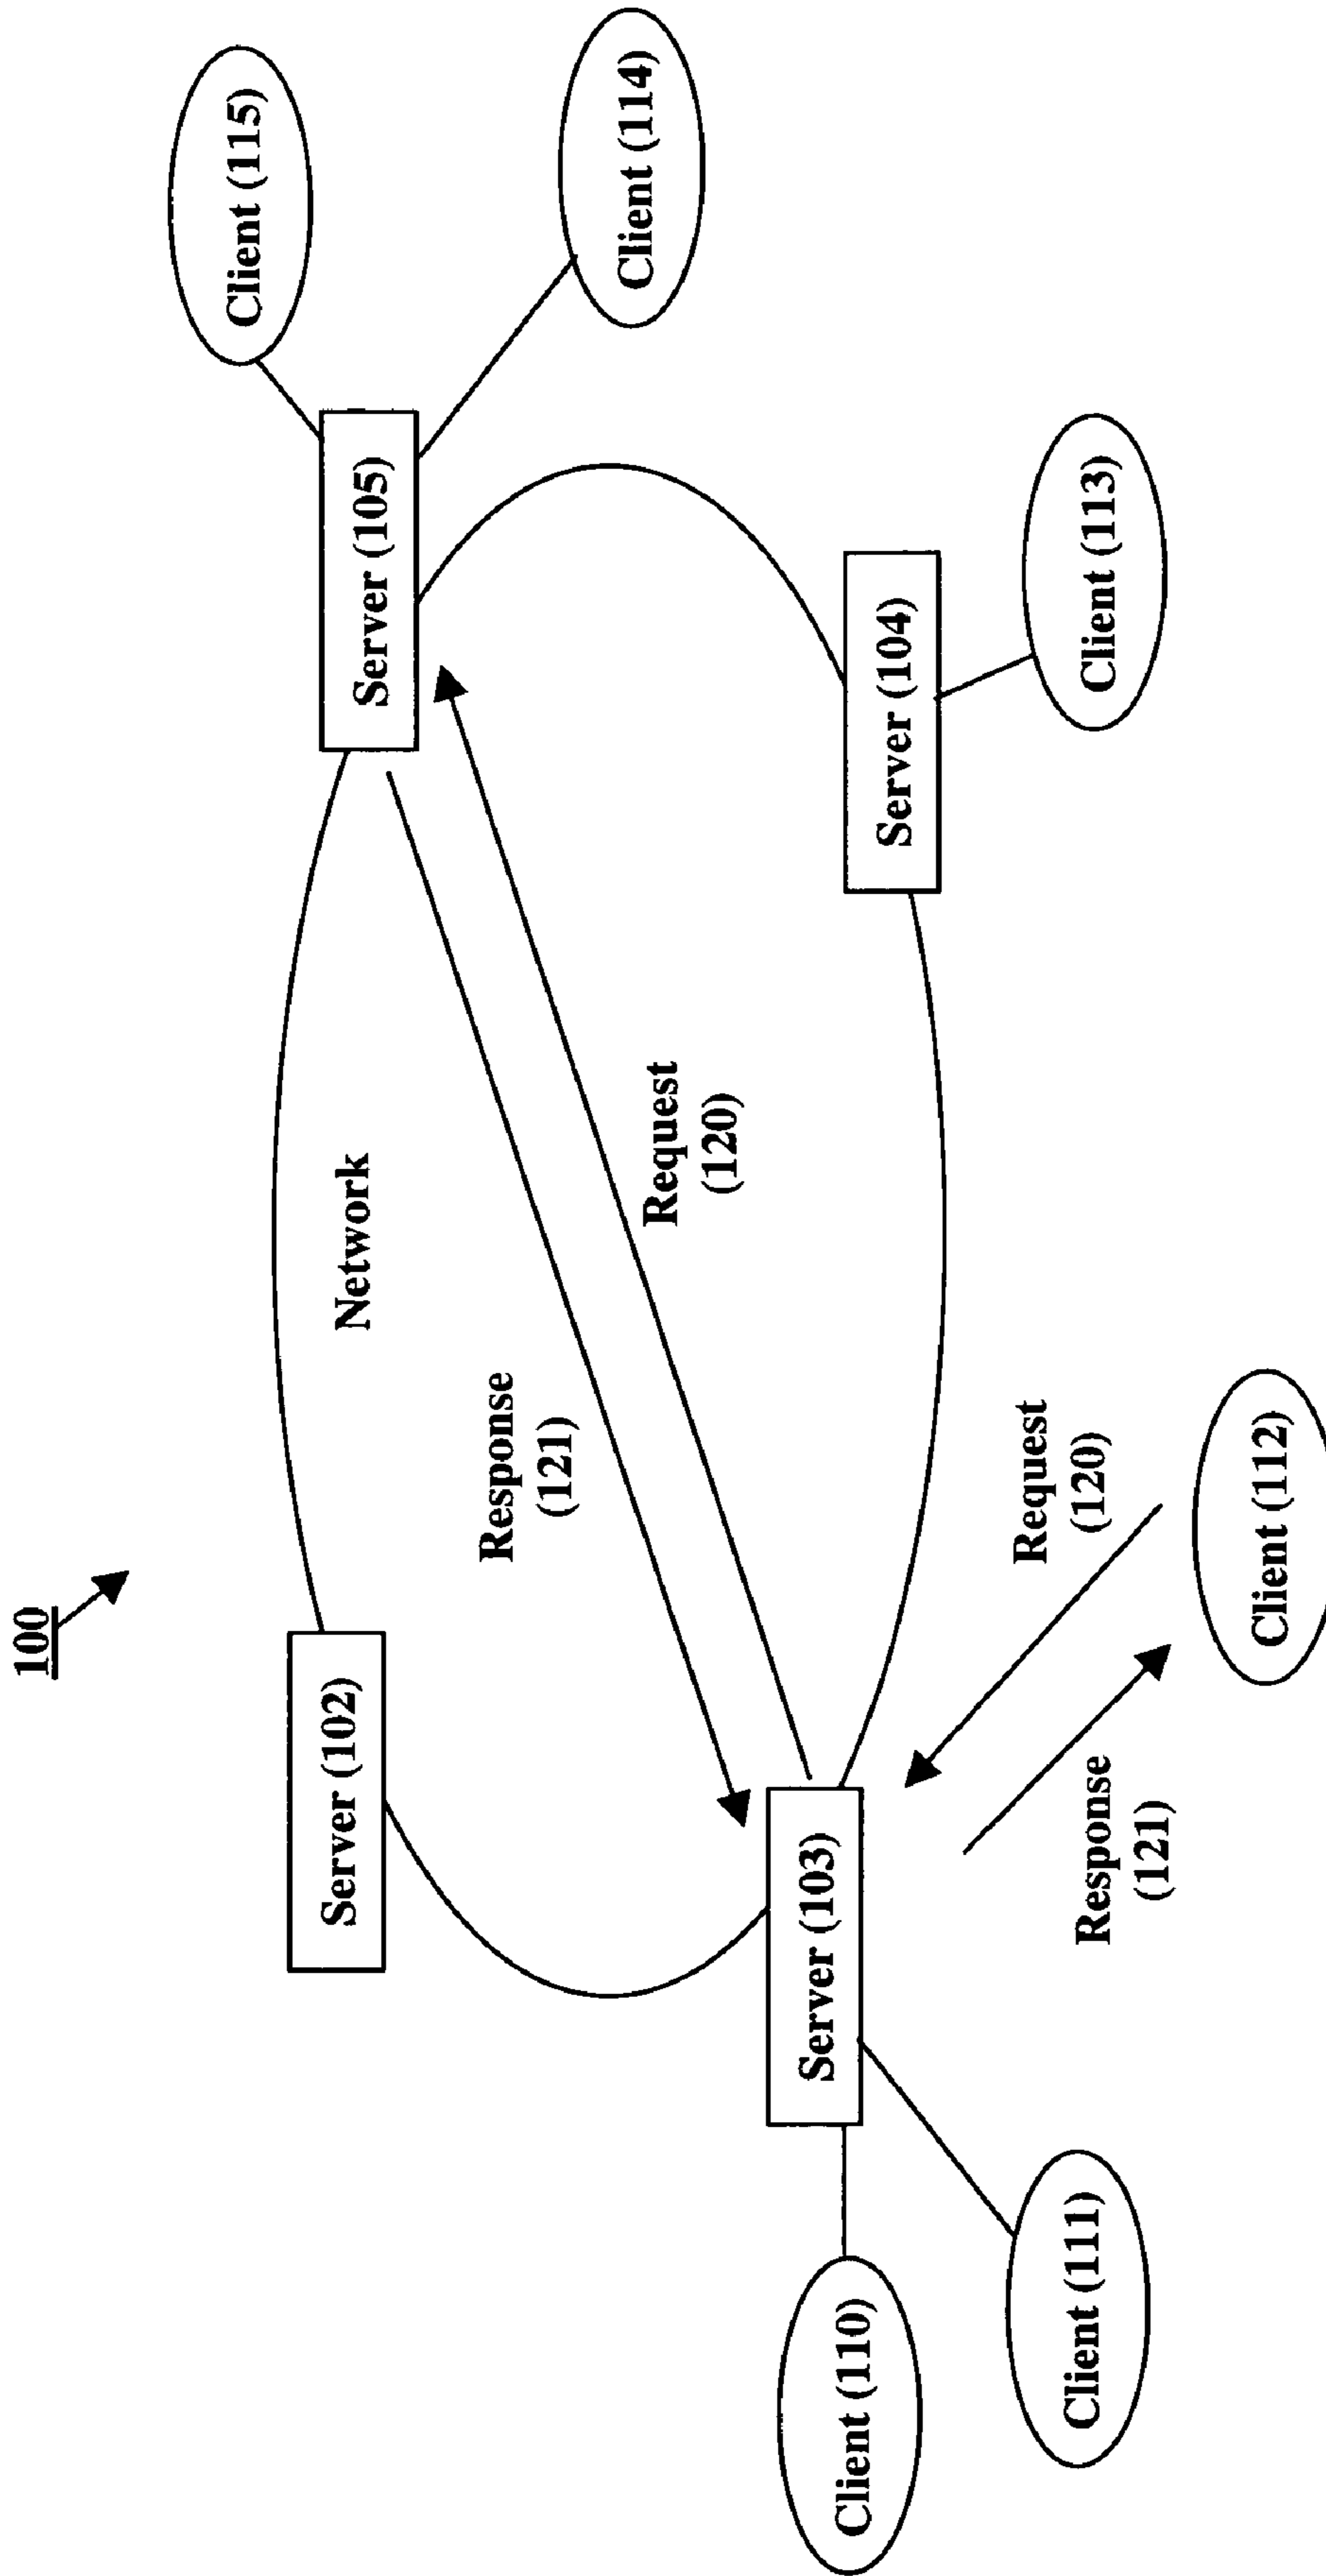 100
Client (115)
Server (102)
Network
Server (105)
Client (114)
Response
(121)
Request
(120)
Server (103)
Server (104)
Client (110)
Request
(120)
Client (113)
Client (111)
Response
(121)
Client (112)